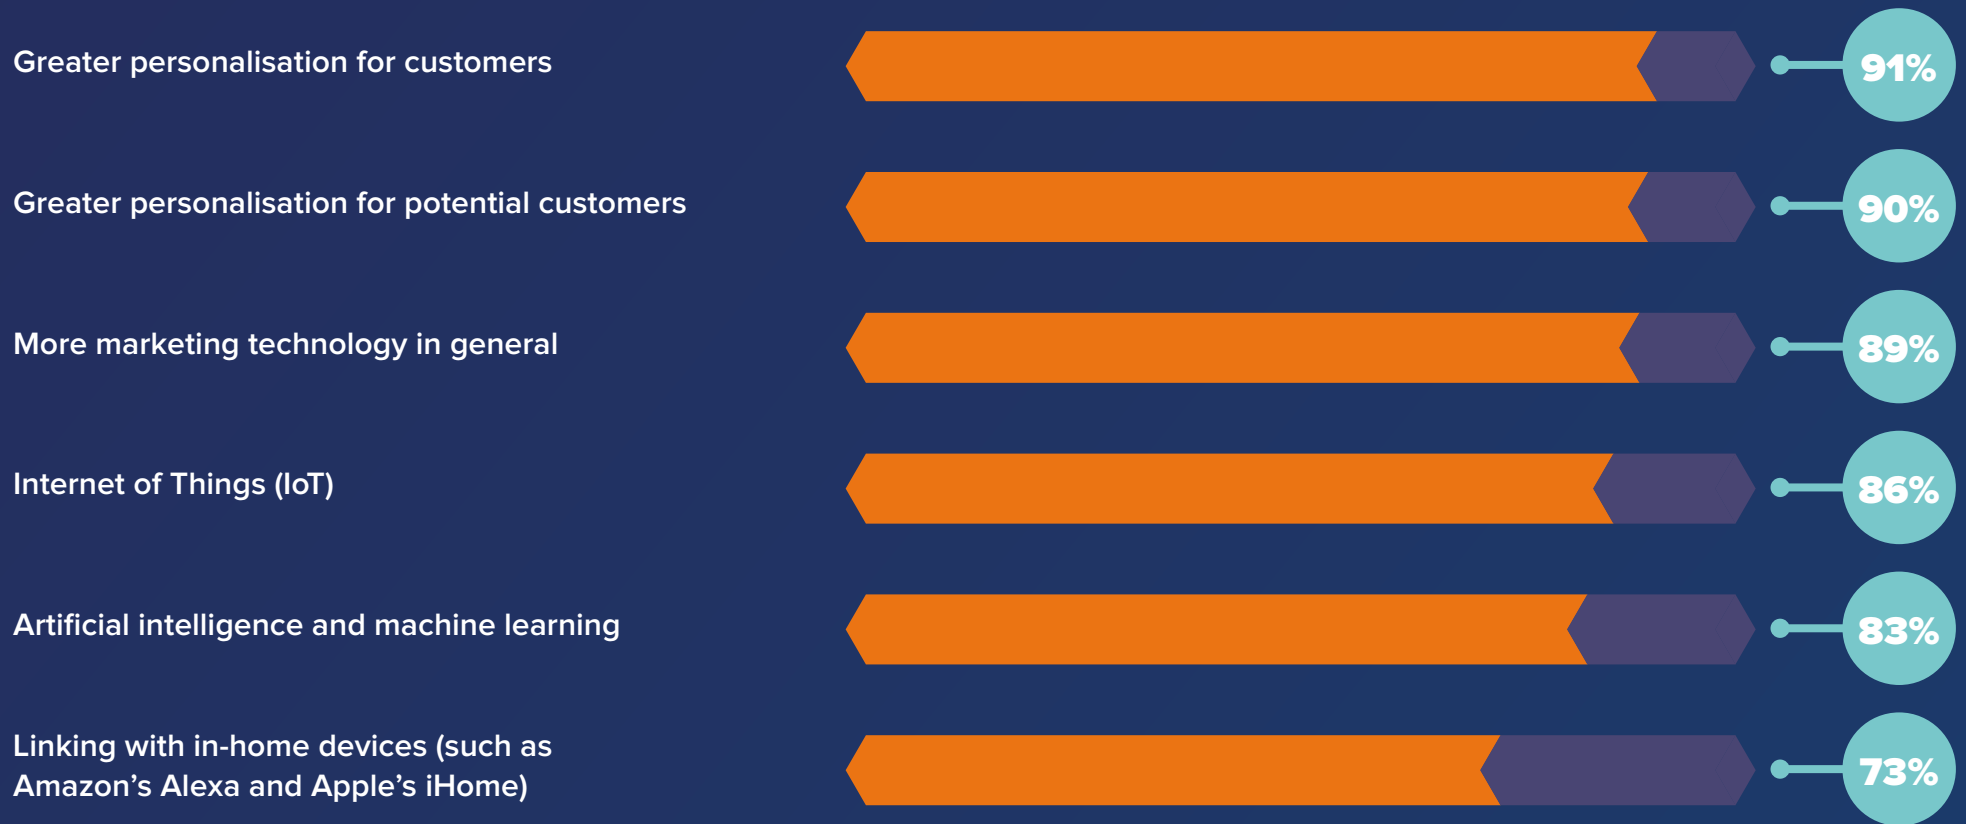 Greater personalisation for customers
91%
Greater personalisation for potential customers
90%
More marketing technology in general
89%
Internet of Things (IoT)
86%
Artificial intelligence and machine learning
83%
Linking with in-home devices (such as
Amazon’s Alexa and Apple’s iHome)
73%